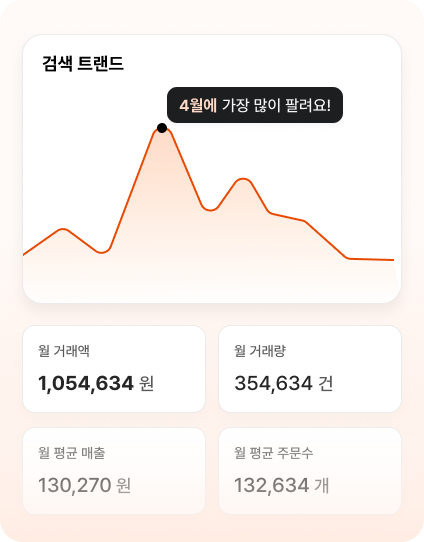 검색 트랜드
4월에 가장 많이 팔려요!
월 거래액
1,054,634 원
월 거래량
354,634 건
월 평균 매출
130,270 원
월 평균 주문수
132,634 개